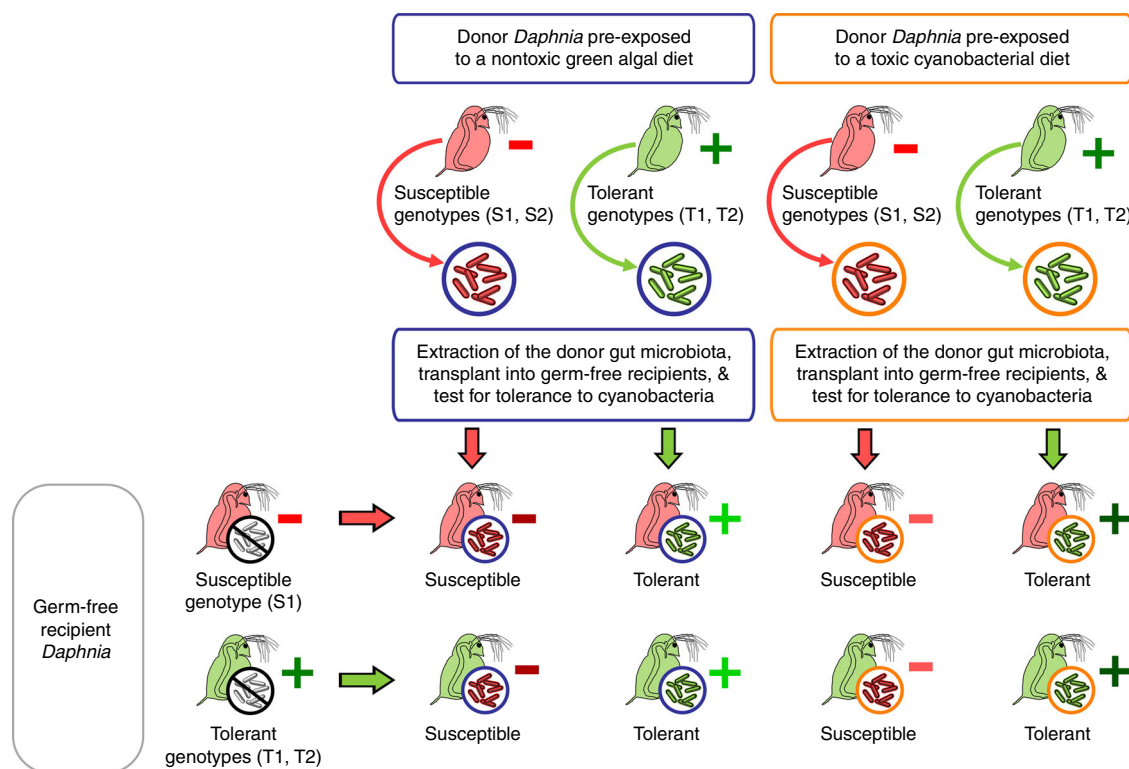 Donor Daphnia pre-exposed
to a nontoxic green algal diet
Donor Daphnia pre-exposed
to a toxic cyanobacterial diet
Susceptible
genotypes (S1, S2)
Tolerant
genotypes (T1, T2)
Susceptible
genotypes (S1, S2)
Tolerant
genotypes (T1, T2)
Extraction of the donor gut microbiota,
transplant into germ-free recipients, &
test for tolerance to cyanobacteria
Extraction of the donor gut microbiota,
transplant into germ-free recipients, &
test for tolerance to cyanobacteria
Germ-free
recipient
Daphnia
Susceptible
genotype (S1)
Susceptible
Tolerant
Susceptible
Tolerant
Tolerant
genotypes (T1, T2)
Susceptible
Tolerant
Susceptible
Tolerant